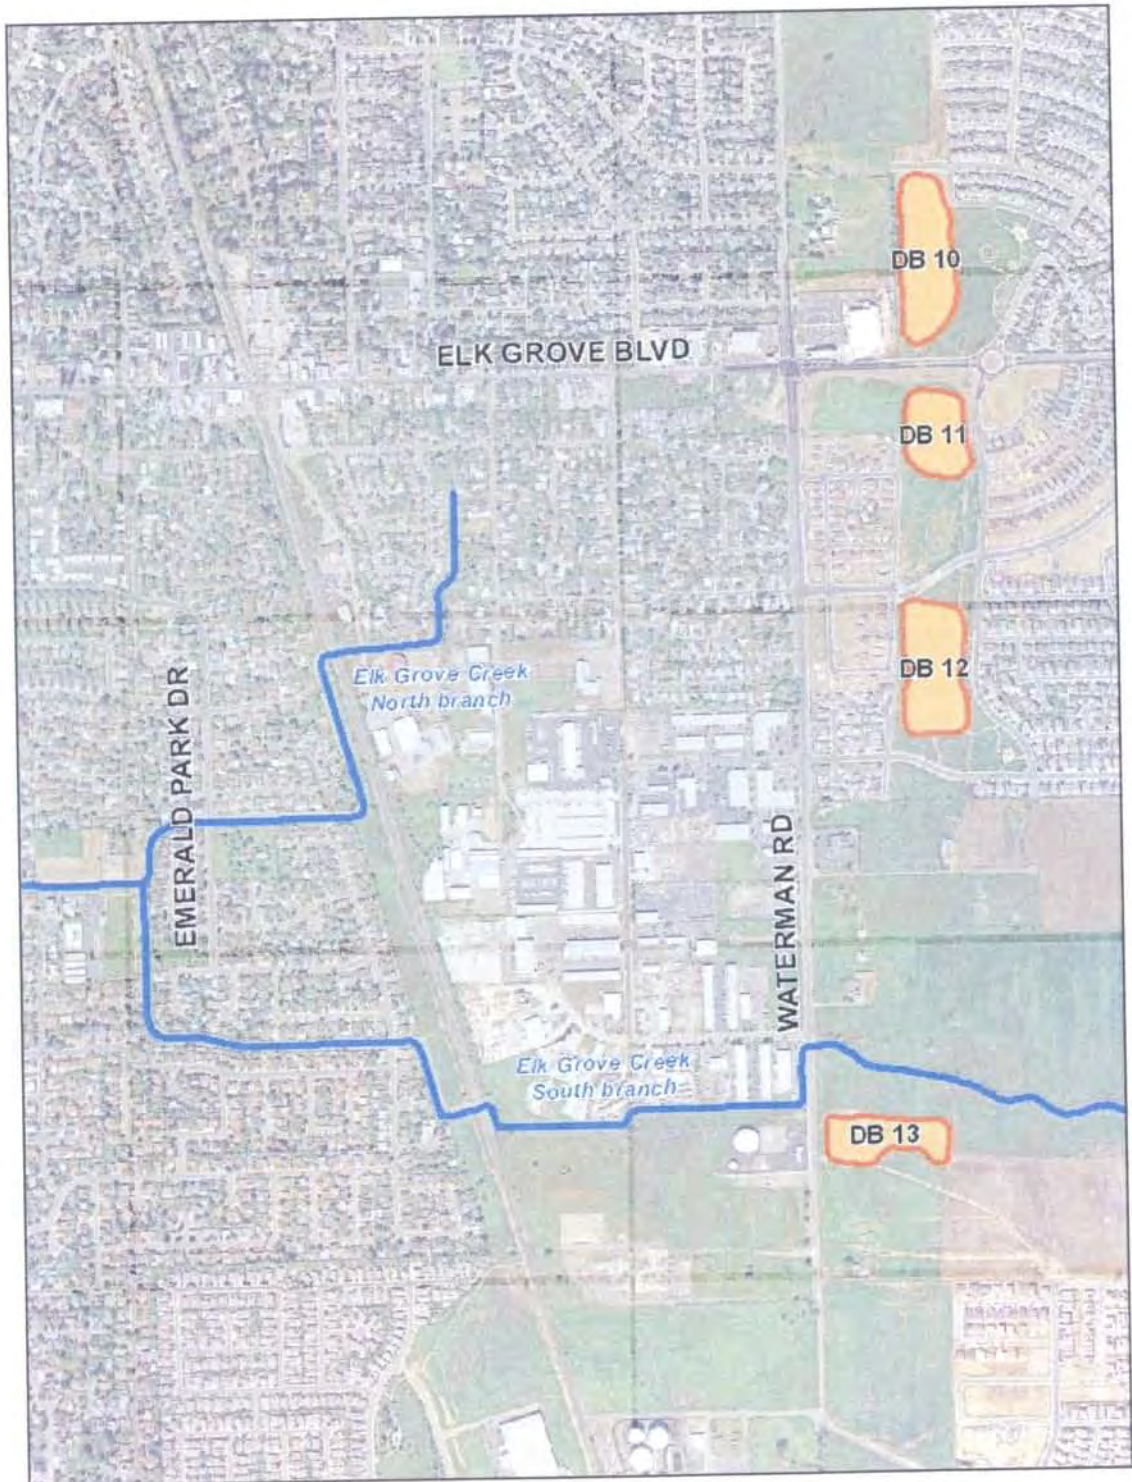 DB 10
ELK GROVE BLVD
DB 11
Elk Grove Creek
North branch
DB 12
EMERALD PARK DR
WATERMAN RD
Elk Grove Creek
South branch
DB 13